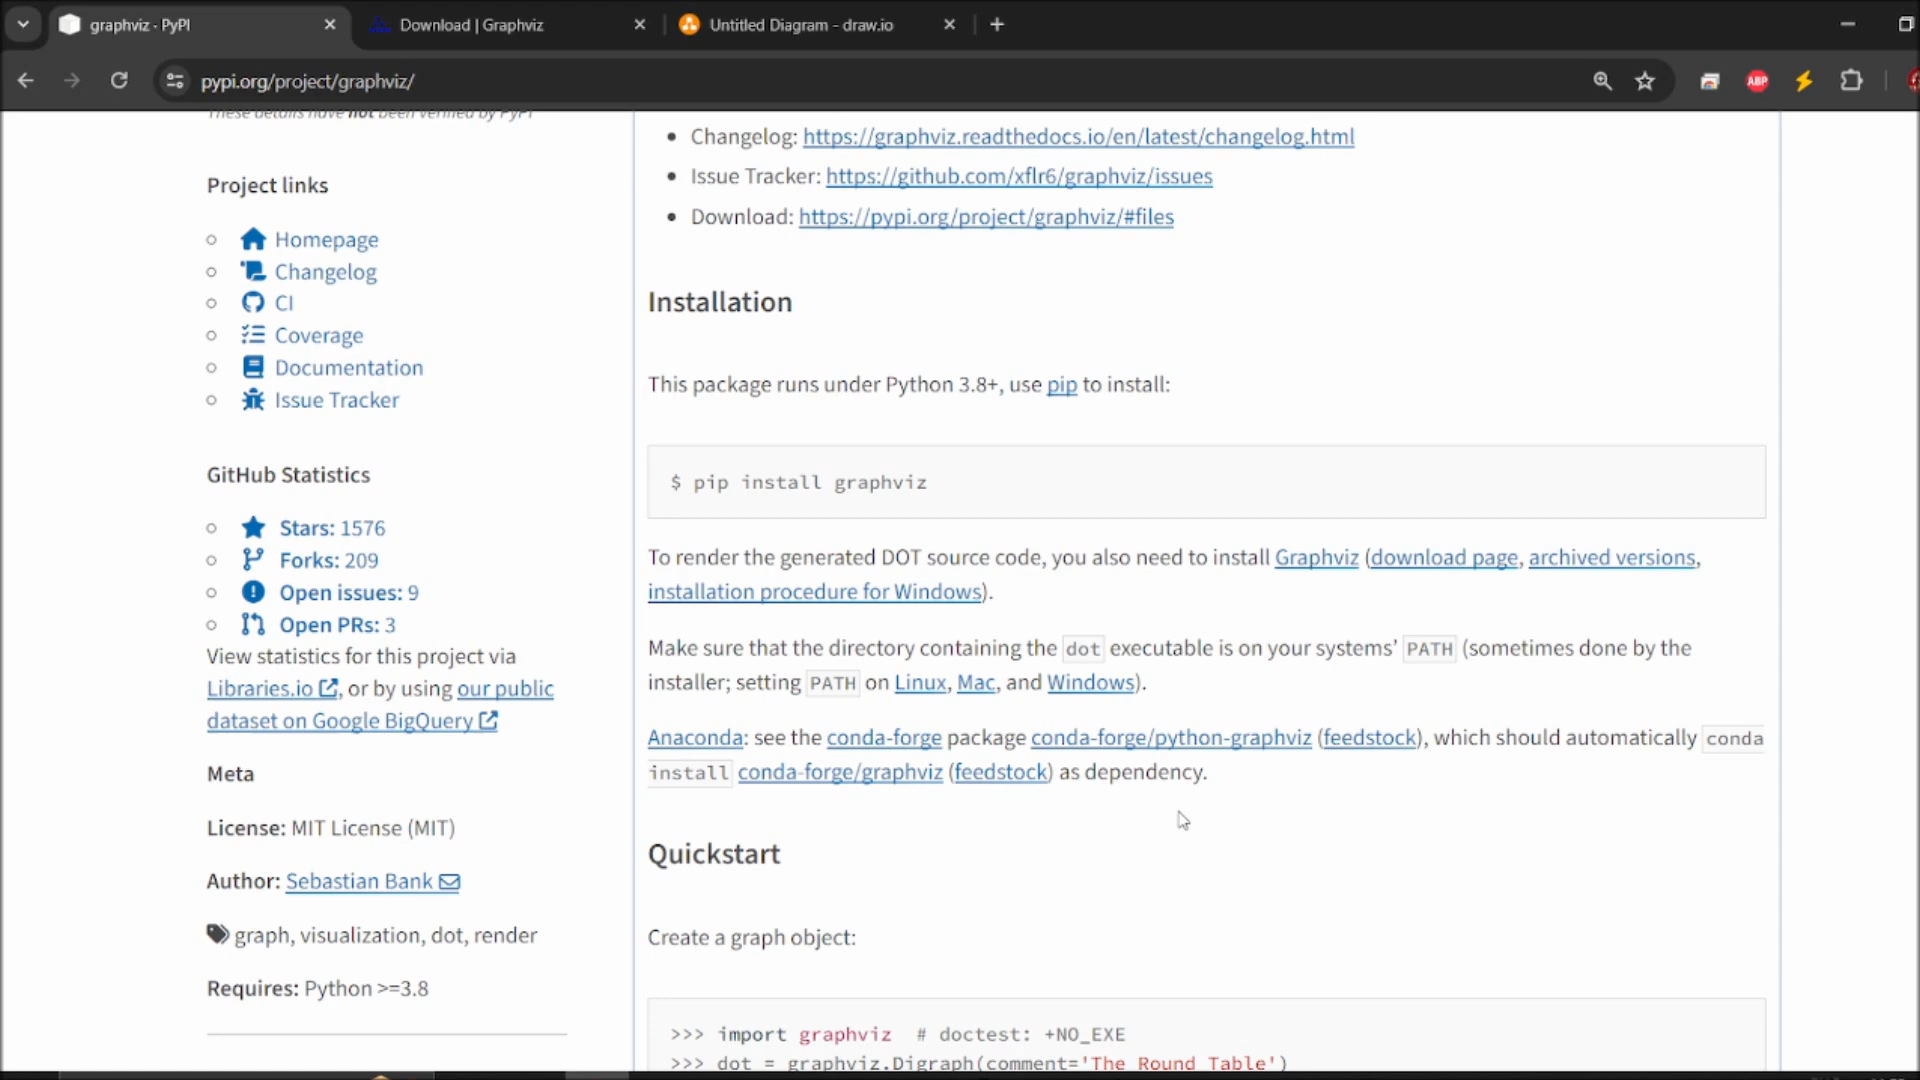 graphviz · PyPI
Download | Graphviz
Untitled Diagram - draw.io
pypi.org/project/graphviz/
ABP
These details have not been verified by PyPI
Project links
Homepage
Changelog
CI
Coverage
Documentation
Issue Tracker
GitHub Statistics
Stars: 1576
Forks: 209
Open issues: 9
Open PRs: 3
View statistics for this project via
Libraries.io, or by using our public
dataset on Google BigQuery
Meta
License: MIT License (MIT)
Author: Sebastian Bank
graph, visualization, dot, render
Requires: Python >=3.8
Changelog: https://graphviz.readthedocs.io/en/latest/changelog.html
Issue Tracker: https://github.com/xflr6/graphviz/issues
Download: https://pypi.org/project/graphviz/#files
Installation
This package runs under Python 3.8+, use pip to install:
$ pip install graphviz
To render the generated DOT source code, you also need to install Graphviz (download page, archived versions,
installation procedure for Windows).
Make sure that the directory containing the dot executable is on your systems’ PATH (sometimes done by the
installer; setting PATH on Linux, Mac, and Windows).
Anaconda: see the conda-forge package conda-forge/python-graphviz (feedstock), which should automatically conda
install conda-forge/graphviz (feedstock) as dependency.
Quickstart
Create a graph object:
>>> import graphviz # doctest: +NO_EXE
>>> dot = graphviz.Digraph(comment='The Round Table')